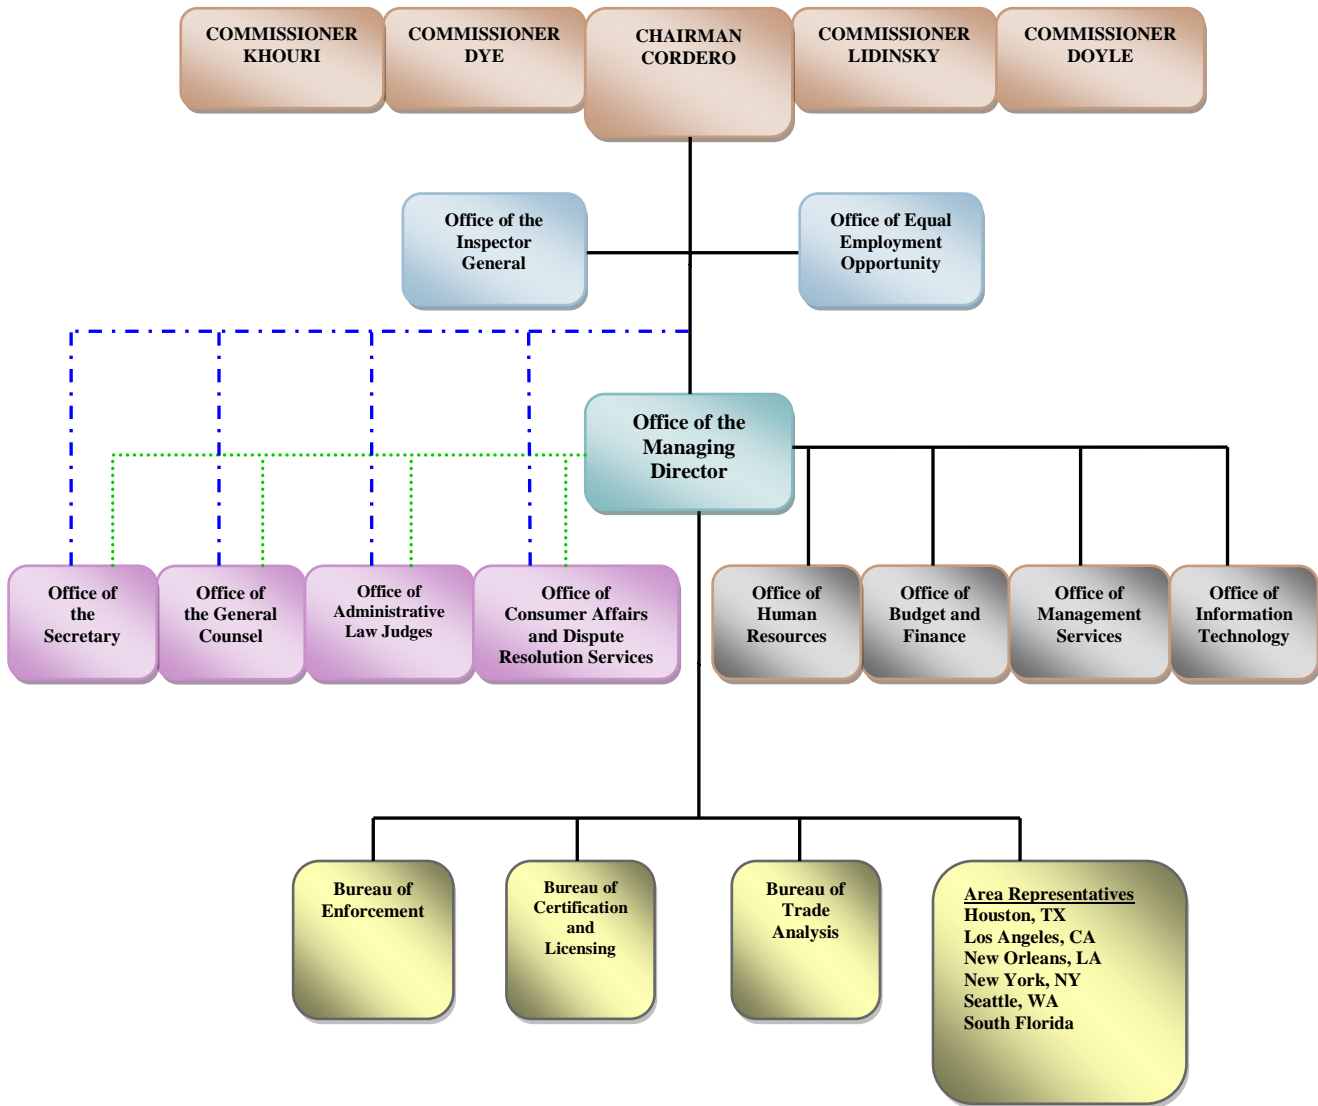 COMMISSIONER
KHOURI
COMMISSIONER
DYE
CHAIRMAN
CORDERO
COMMISSIONER
LIDINSKY
COMMISSIONER
DOYLE
Office of the
Inspector
General
Office of Equal
Employment
Opportunity
Office of the
Managing
Director
Office of
the
Secretary
Office of
the General
Counsel
Office of
Administrative
Law Judges
Office of
Consumer Affairs
and Dispute
Resolution Services
Office of
Human
Resources
Office of
Budget and
Finance
Office of
Management
Services
Office of
Information
Technology
Bureau of
Enforcement
Bureau of
Certification
and
Licensing
Bureau of
Trade
Analysis
Area Representatives
Houston, TX
Los Angeles, CA
New Orleans, LA
New York, NY
Seattle, WA
South Florida